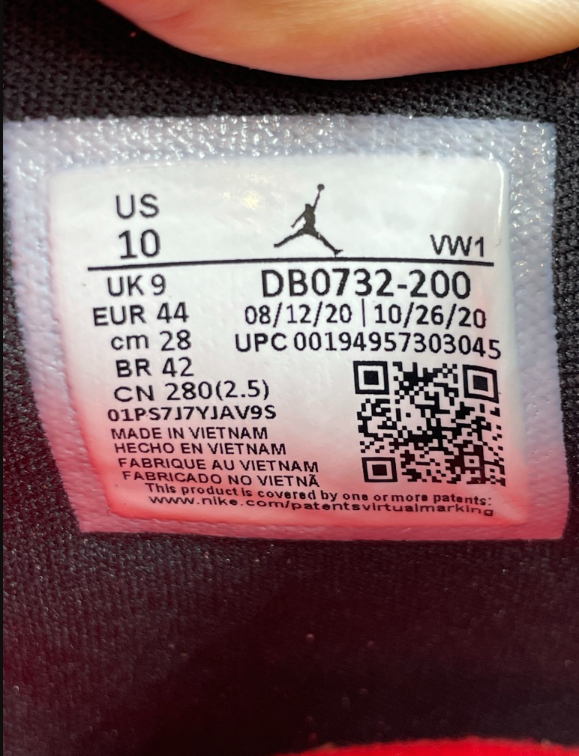 US
10
VW1
UK 9
DB0732-200
EUR 44
08/12/20 | 10/26/20
cm 28
UPC 00194957303045
BR 42
CN 280(2.5)
01PS7J7YJAV9S
MADE IN VIETNAM
HECHO EN VIETNAM
FABRIQUE AU VIETNAM
FABRICADO NO VIETNÃ
This product is covered by one or more patents:
www.nike.com/patentsvirtualmarking